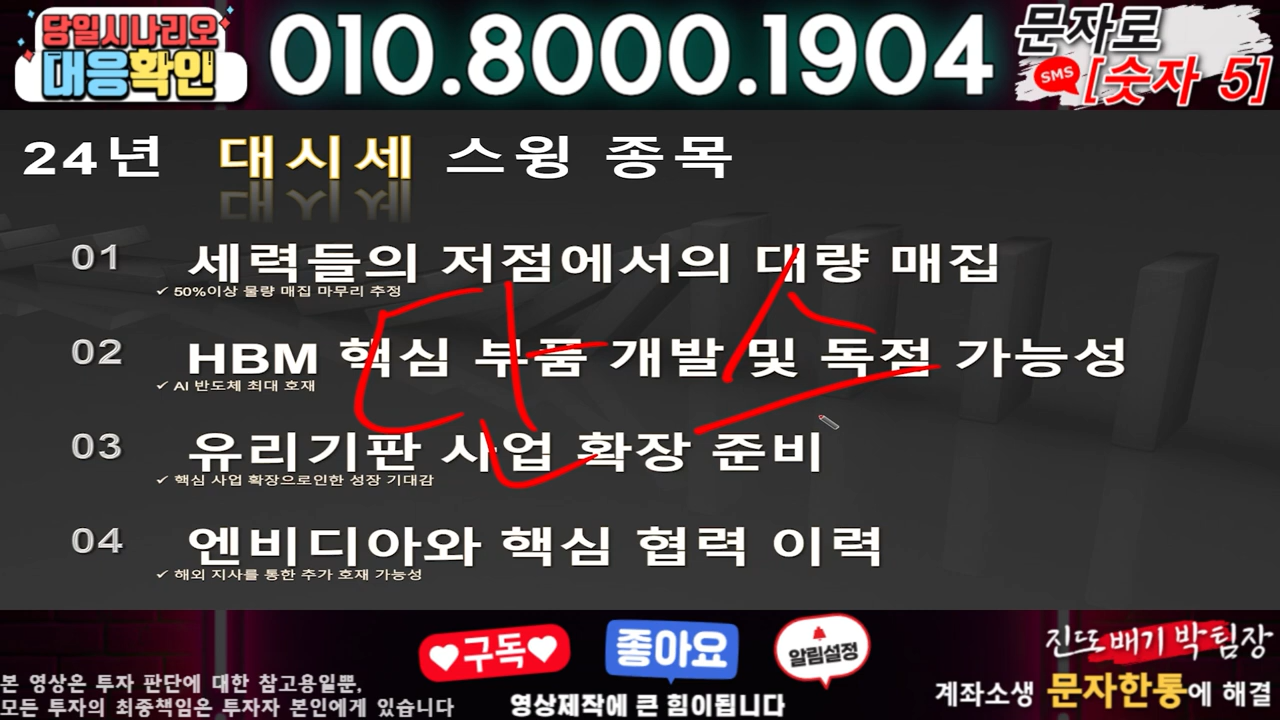 당일시나리오
대응확인
010.8000.1904
문자로
SMS [숫자 5]
24년 대시세 스윙 종목
01 세력들의 저점에서의 대량 매집
✓ 50%이상 물량 매집 마무리 추정
02 HBM 핵심 부품 개발 및 독점 가능성
✓ AI 반도체 최대 호재
단스
03 유리기판 사업 확장 준비
✓ 핵심 사업 확장으로인한 성장 기대감
04 엔비디아와 핵심 협력 이력
✓ 해외 지사를 통한 추가 호재 가능성
구독
좋아요
알림설정
영상제작에 큰 힘이됩니다
본 영상은 투자 판단에 대한 참고용일뿐,
모든 투자의 최종책임은 투자자 본인에게 있습니다
진또배기 박팀장
계좌소생 문자한통에 해결